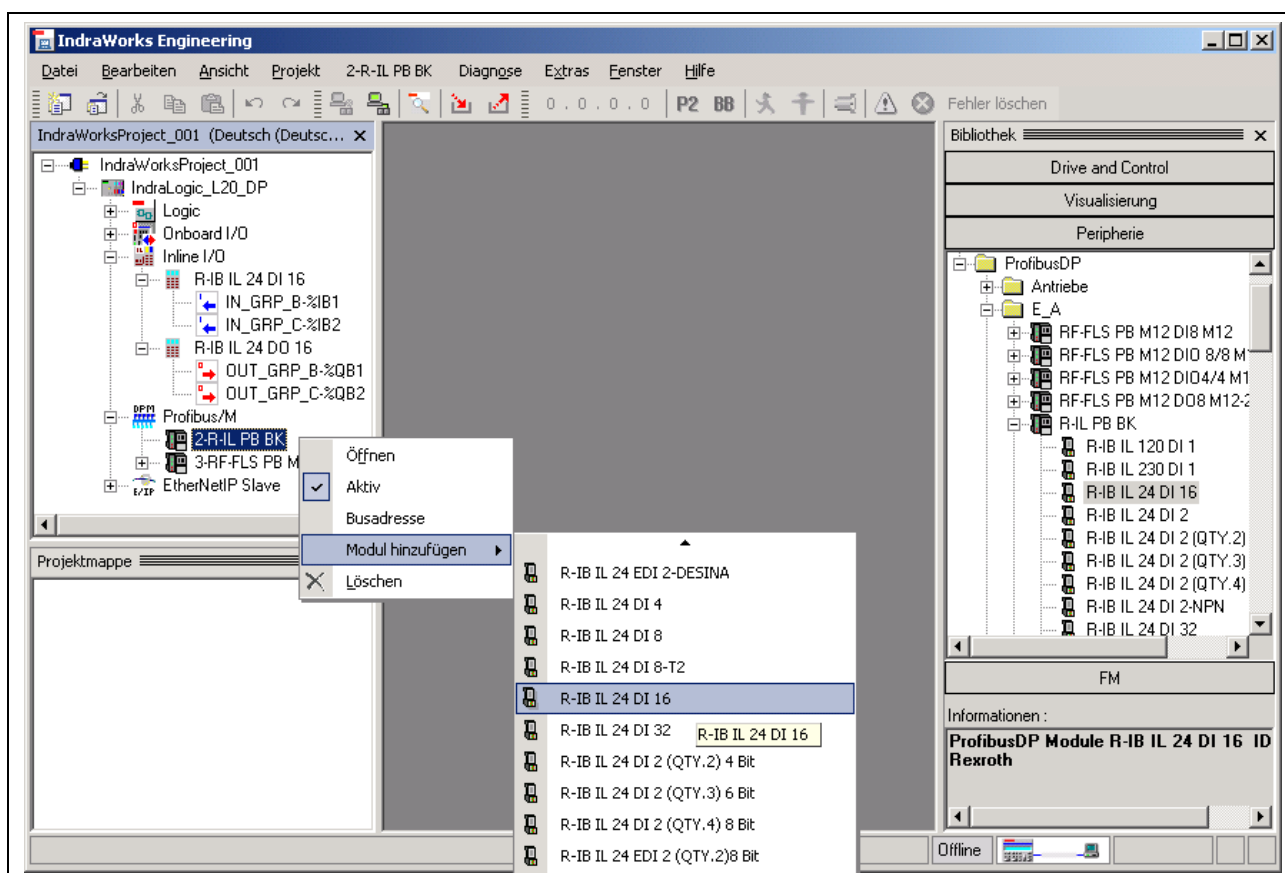 IndraWorks Engineering
Datei Bearbeiten Ansicht Projekt 2-R-IL PB BK Diagnose Extras Fenster Hilfe
0 . 0 . 0 . 0 P2 BB Fehler löschen
IndraWorksProject_001 (Deutsch (Deutsc...
IndraWorksProject_001
IndraLogic_L20_DP
Logic
Onboard I/O
Inline I/O
R-IB IL 24 DI 16
IN_GRP_B-%IB1
IN_GRP_C-%IB2
R-IB IL 24 DO 16
OUT_GRP_B-%QB1
OUT_GRP_C-%QB2
DPM
Profibus/M
2-R-IL PB BK
3-RF-FLS PB M
E/IP
EtherNetIP Slave
Projektmappe
Öffnen
Aktiv
Busadresse
Modul hinzufügen
Löschen
R-IB IL 24 EDI 2-DESINA
R-IB IL 24 DI 4
R-IB IL 24 DI 8
R-IB IL 24 DI 8-T2
R-IB IL 24 DI 16
R-IB IL 24 DI 32
R-IB IL 24 DI 16
R-IB IL 24 DI 2 (QTY.2) 4 Bit
R-IB IL 24 DI 2 (QTY.3) 6 Bit
R-IB IL 24 DI 2 (QTY.4) 8 Bit
R-IB IL 24 EDI 2 (QTY.2)8 Bit
Bibliothek
Drive and Control
Visualisierung
Peripherie
ProfibusDP
Antriebe
E_A
RF-FLS PB M12 DI8 M12
RF-FLS PB M12 DIO 8/8 M
RF-FLS PB M12 DIO4/4 M1
RF-FLS PB M12 DO8 M12-2
R-IL PB BK
R-IB IL 120 DI 1
R-IB IL 230 DI 1
R-IB IL 24 DI 16
R-IB IL 24 DI 2
R-IB IL 24 DI 2 (QTY.2)
R-IB IL 24 DI 2 (QTY.3)
R-IB IL 24 DI 2 (QTY.4)
R-IB IL 24 DI 2-NPN
R-IB IL 24 DI 32
FM
Informationen :
ProfibusDP Module R-IB IL 24 DI 16 ID
Rexroth
Offline